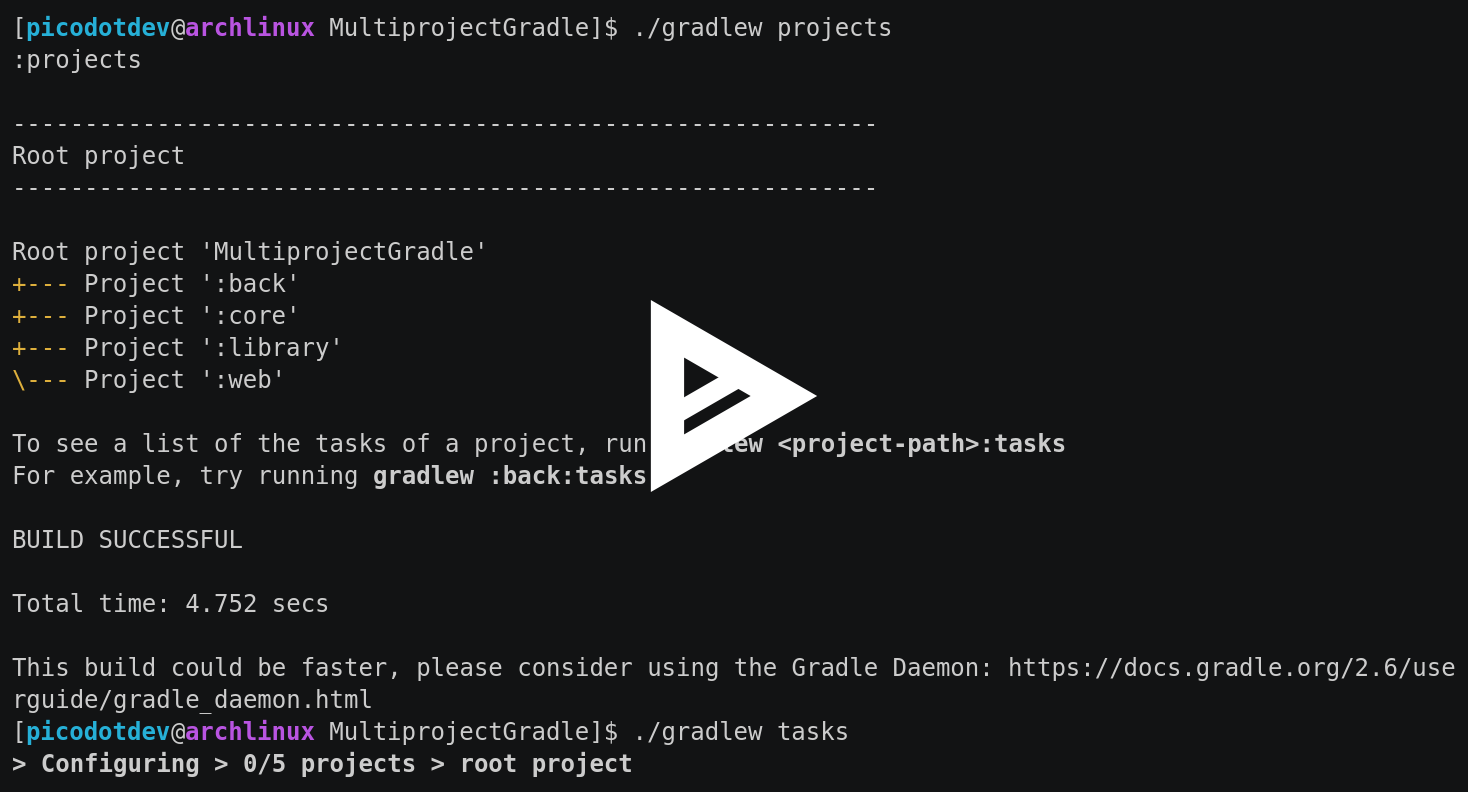 [picodotdev@archlinux MultiprojectGradle]$ ./gradlew projects
:projects
------------------------------------------------------------
Root project
------------------------------------------------------------
Root project 'MultiprojectGradle'
+--- Project ':back'
+--- Project ':core'
+--- Project ':library'
\--- Project ':web'
To see a list of the tasks of a project, run <project-path>:tasks
For example, try running gradlew :back:tasks
BUILD SUCCESSFUL
Total time: 4.752 secs
This build could be faster, please consider using the Gradle Daemon: https://docs.gradle.org/2.6/use
rguide/gradle_daemon.html
[picodotdev@archlinux MultiprojectGradle]$ ./gradlew tasks
> Configuring > 0/5 projects > root project